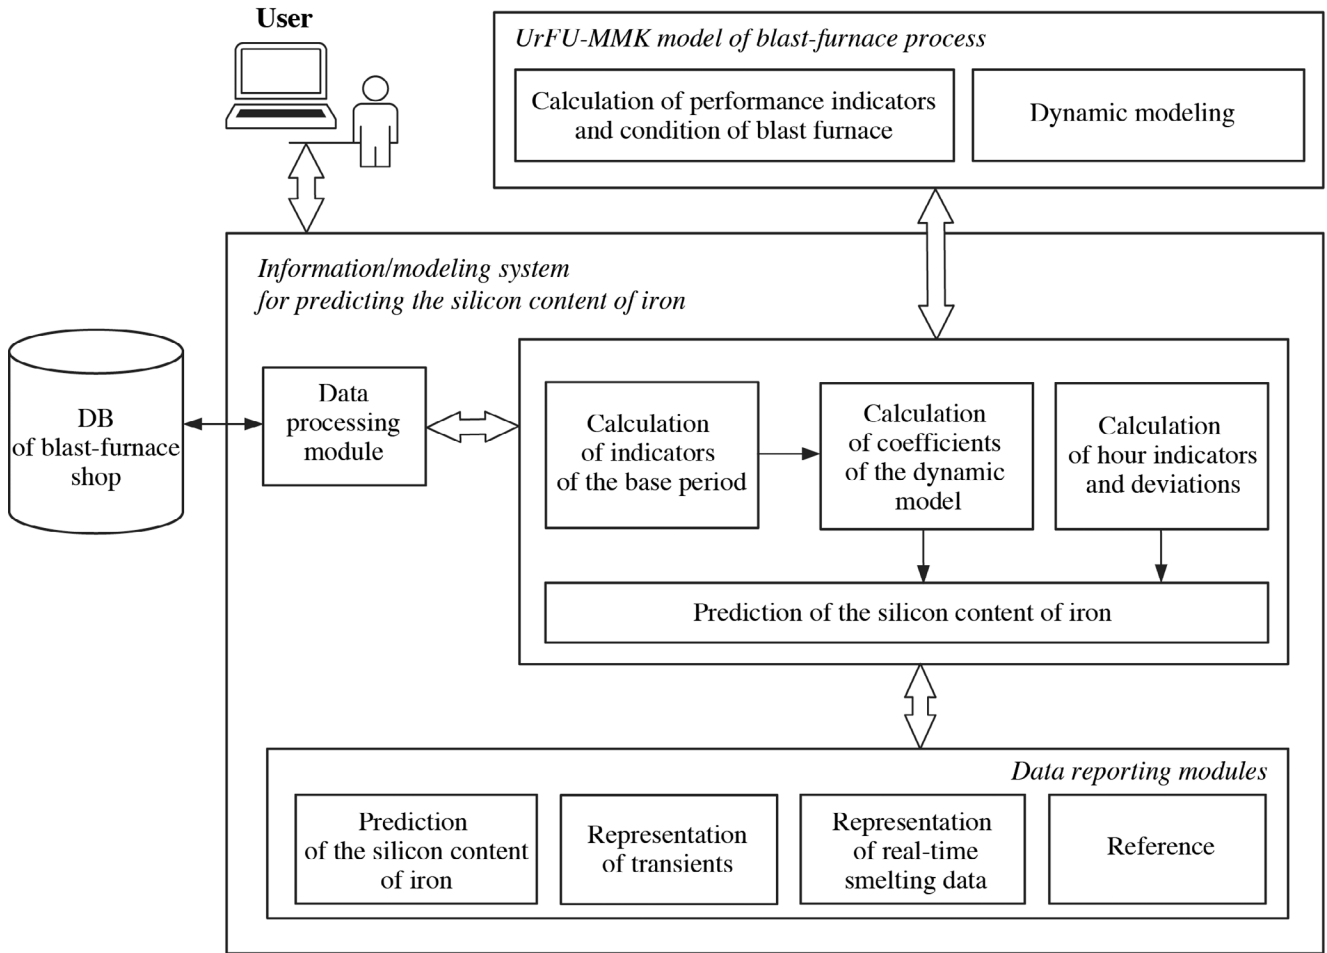 User
UrFU-MMK model of blast-furnace process
Calculation of performance indicators
and condition of blast furnace
Dynamic modeling
Information/modeling system
for predicting the silicon content of iron
DB
of blast-furnace
shop
Data
processing
module
Calculation
of indicators
of the base period
Calculation
of coefficients
of the dynamic
model
Calculation
of hour indicators
and deviations
Prediction of the silicon content of iron
Data reporting modules
Prediction
of the silicon content
of iron
Representation
of transients
Representation
of real-time
smelting data
Reference